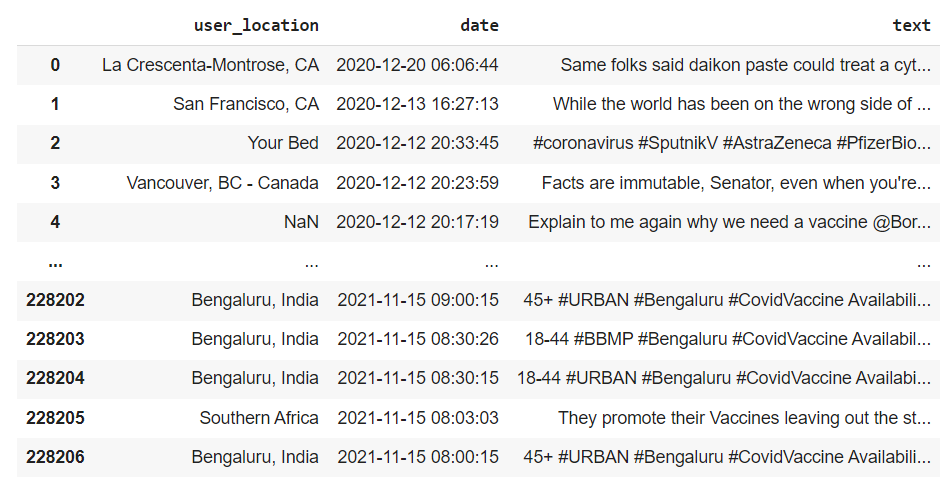 user_location date text
0 La Crescenta-Montrose, CA 2020-12-20 06:06:44 Same folks said daikon paste could treat a cyt...
1 San Francisco, CA 2020-12-13 16:27:13 While the world has been on the wrong side of ...
2 Your Bed 2020-12-12 20:33:45 #coronavirus #SputnikV #AstraZeneca #PfizerBio...
3 Vancouver, BC - Canada 2020-12-12 20:23:59 Facts are immutable, Senator, even when you're...
4 NaN 2020-12-12 20:17:19 Explain to me again why we need a vaccine @Bor...
... ... ... ...
228202 Bengaluru, India 2021-11-15 09:00:15 45+ #URBAN #Bengaluru #CovidVaccine Availabili...
228203 Bengaluru, India 2021-11-15 08:30:26 18-44 #BBMP #Bengaluru #CovidVaccine Availabil...
228204 Bengaluru, India 2021-11-15 08:30:15 18-44 #URBAN #Bengaluru #CovidVaccine Availabi...
228205 Southern Africa 2021-11-15 08:03:03 They promote their Vaccines leaving out the st...
228206 Bengaluru, India 2021-11-15 08:00:15 45+ #URBAN #Bengaluru #CovidVaccine Availabili...